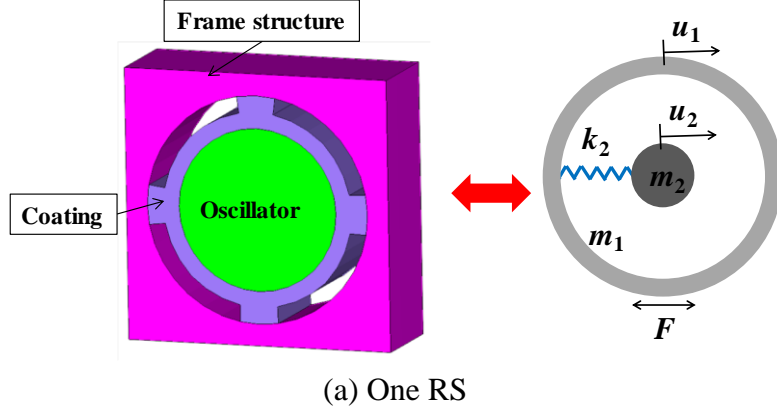 Frame structure
Coating
Oscillator
u₁
u₂
k₂
m₂
m₁
F
(a) One RS